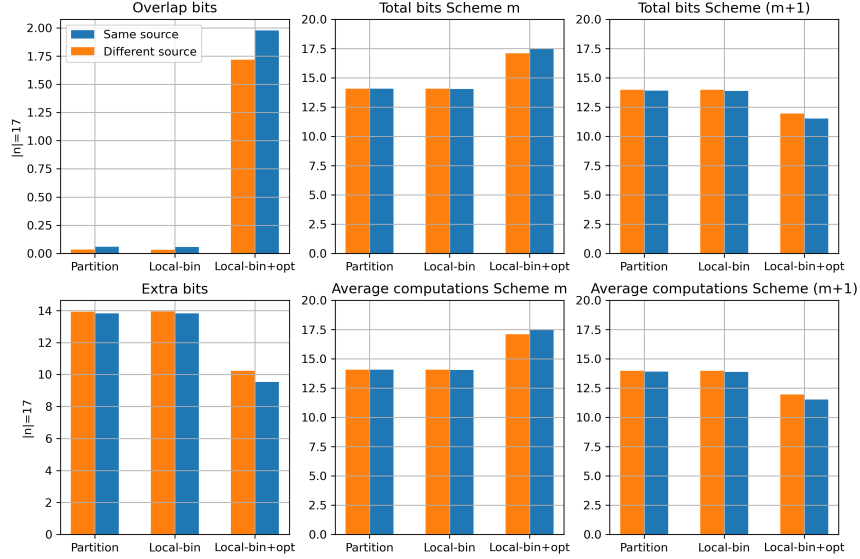 Overlap bits
Total bits Scheme m
Total bits Scheme (m+1)
Same source
Different source
|n|=17
2.00
1.75
1.50
1.25
1.00
0.75
0.50
0.25
0.00
Partition
Local-bin
Local-bin+opt
20.0
17.5
15.0
12.5
10.0
7.5
5.0
2.5
0.0
Partition
Local-bin
Local-bin+opt
20.0
17.5
15.0
12.5
10.0
7.5
5.0
2.5
0.0
Partition
Local-bin
Local-bin+opt
Extra bits
Average computations Scheme m
Average computations Scheme (m+1)
|n|=17
14
12
10
8
6
4
2
0
Partition
Local-bin
Local-bin+opt
20.0
17.5
15.0
12.5
10.0
7.5
5.0
2.5
0.0
Partition
Local-bin
Local-bin+opt
20.0
17.5
15.0
12.5
10.0
7.5
5.0
2.5
0.0
Partition
Local-bin
Local-bin+opt